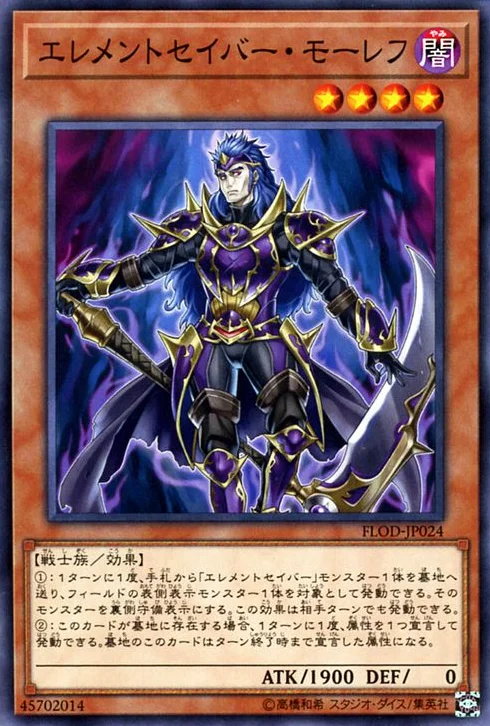 エレメントセイバー・モーレフ
闇
やみ
FLOD-JP024
【戦士族／効果】
①：1ターンに1度、手札から「エレメントセイバー」モンスター1体を墓地へ
送り、フィールドの表側表示モンスター1体を対象として発動できる。その
モンスターを裏側守備表示にする。この効果は相手ターンでも発動できる。
②：このカードが墓地に存在する場合、1ターンに1度、属性を1つ宣言して
発動できる。墓地のこのカードはターン終了時まで宣言した属性になる。
ATK/1900 DEF/ 0
45702014
©高橋和希 スタジオ・ダイス/集英社